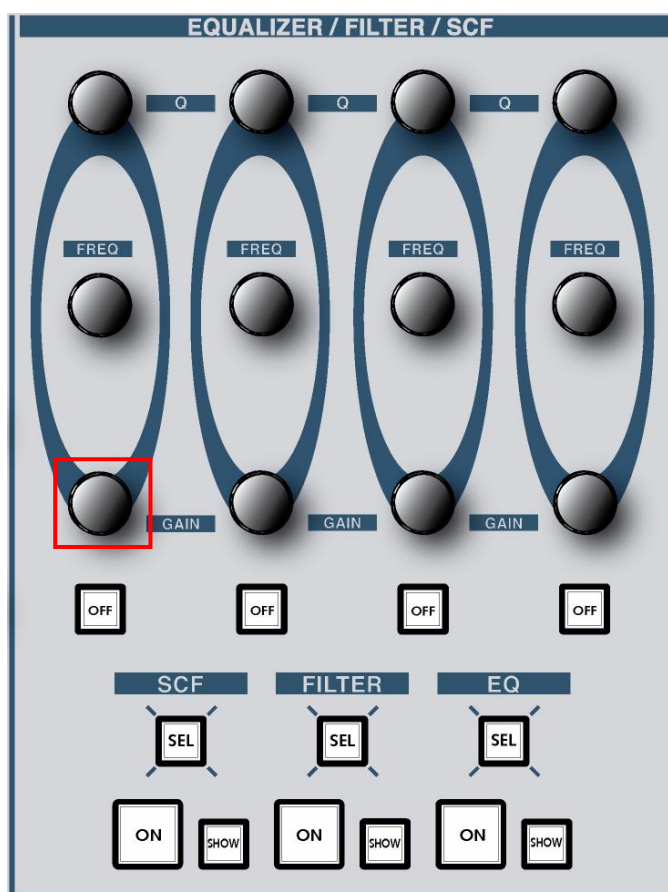 EQUALIZER / FILTER / SCF
Q Q Q
FREQ FREQ FREQ FREQ
GAIN GAIN GAIN
OFF OFF OFF OFF
SCF FILTER EQ
SEL SEL SEL
ON SHOW ON SHOW ON SHOW